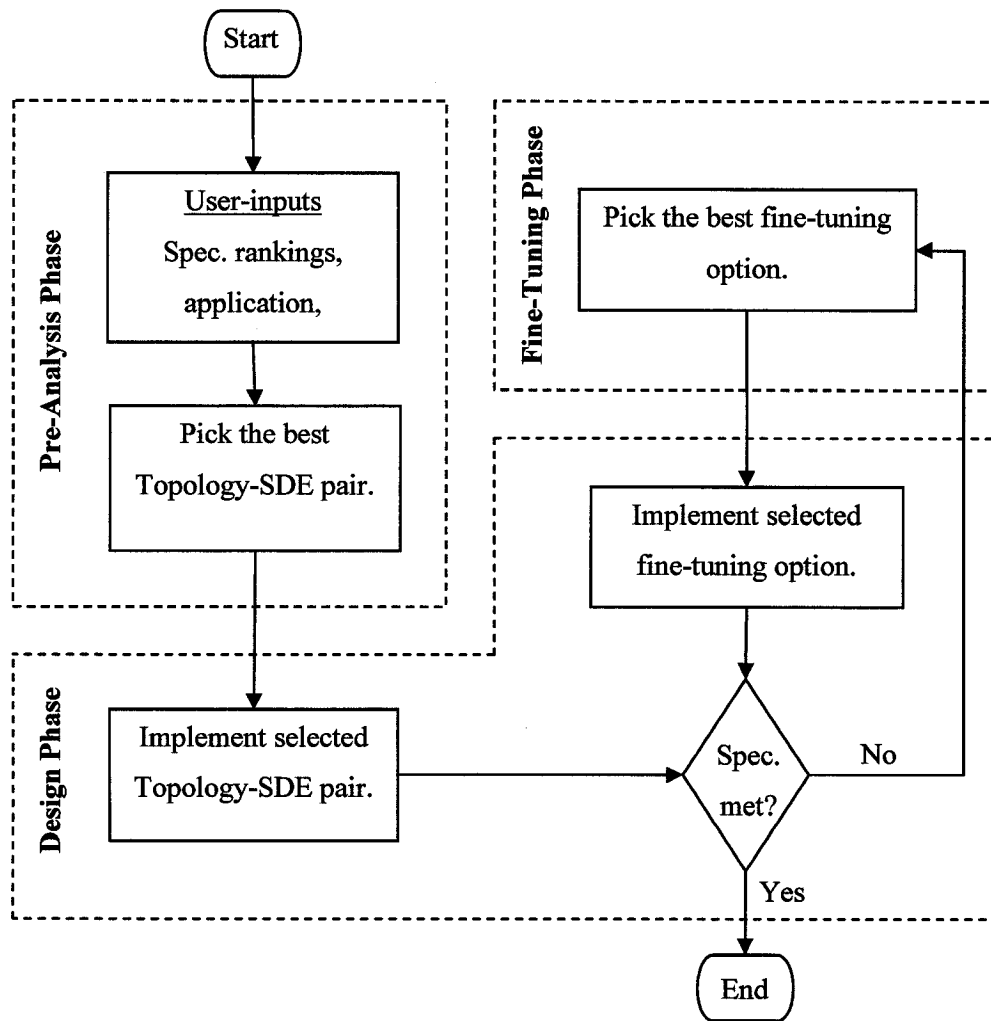 Start
Pre-Analysis Phase
User-inputs
Spec. rankings,
application,
Pick the best
Topology-SDE pair.
Fine-Tuning Phase
Pick the best fine-tuning
option.
Implement selected
fine-tuning option.
Design Phase
Implement selected
Topology-SDE pair.
Spec.
met?
No
Yes
End